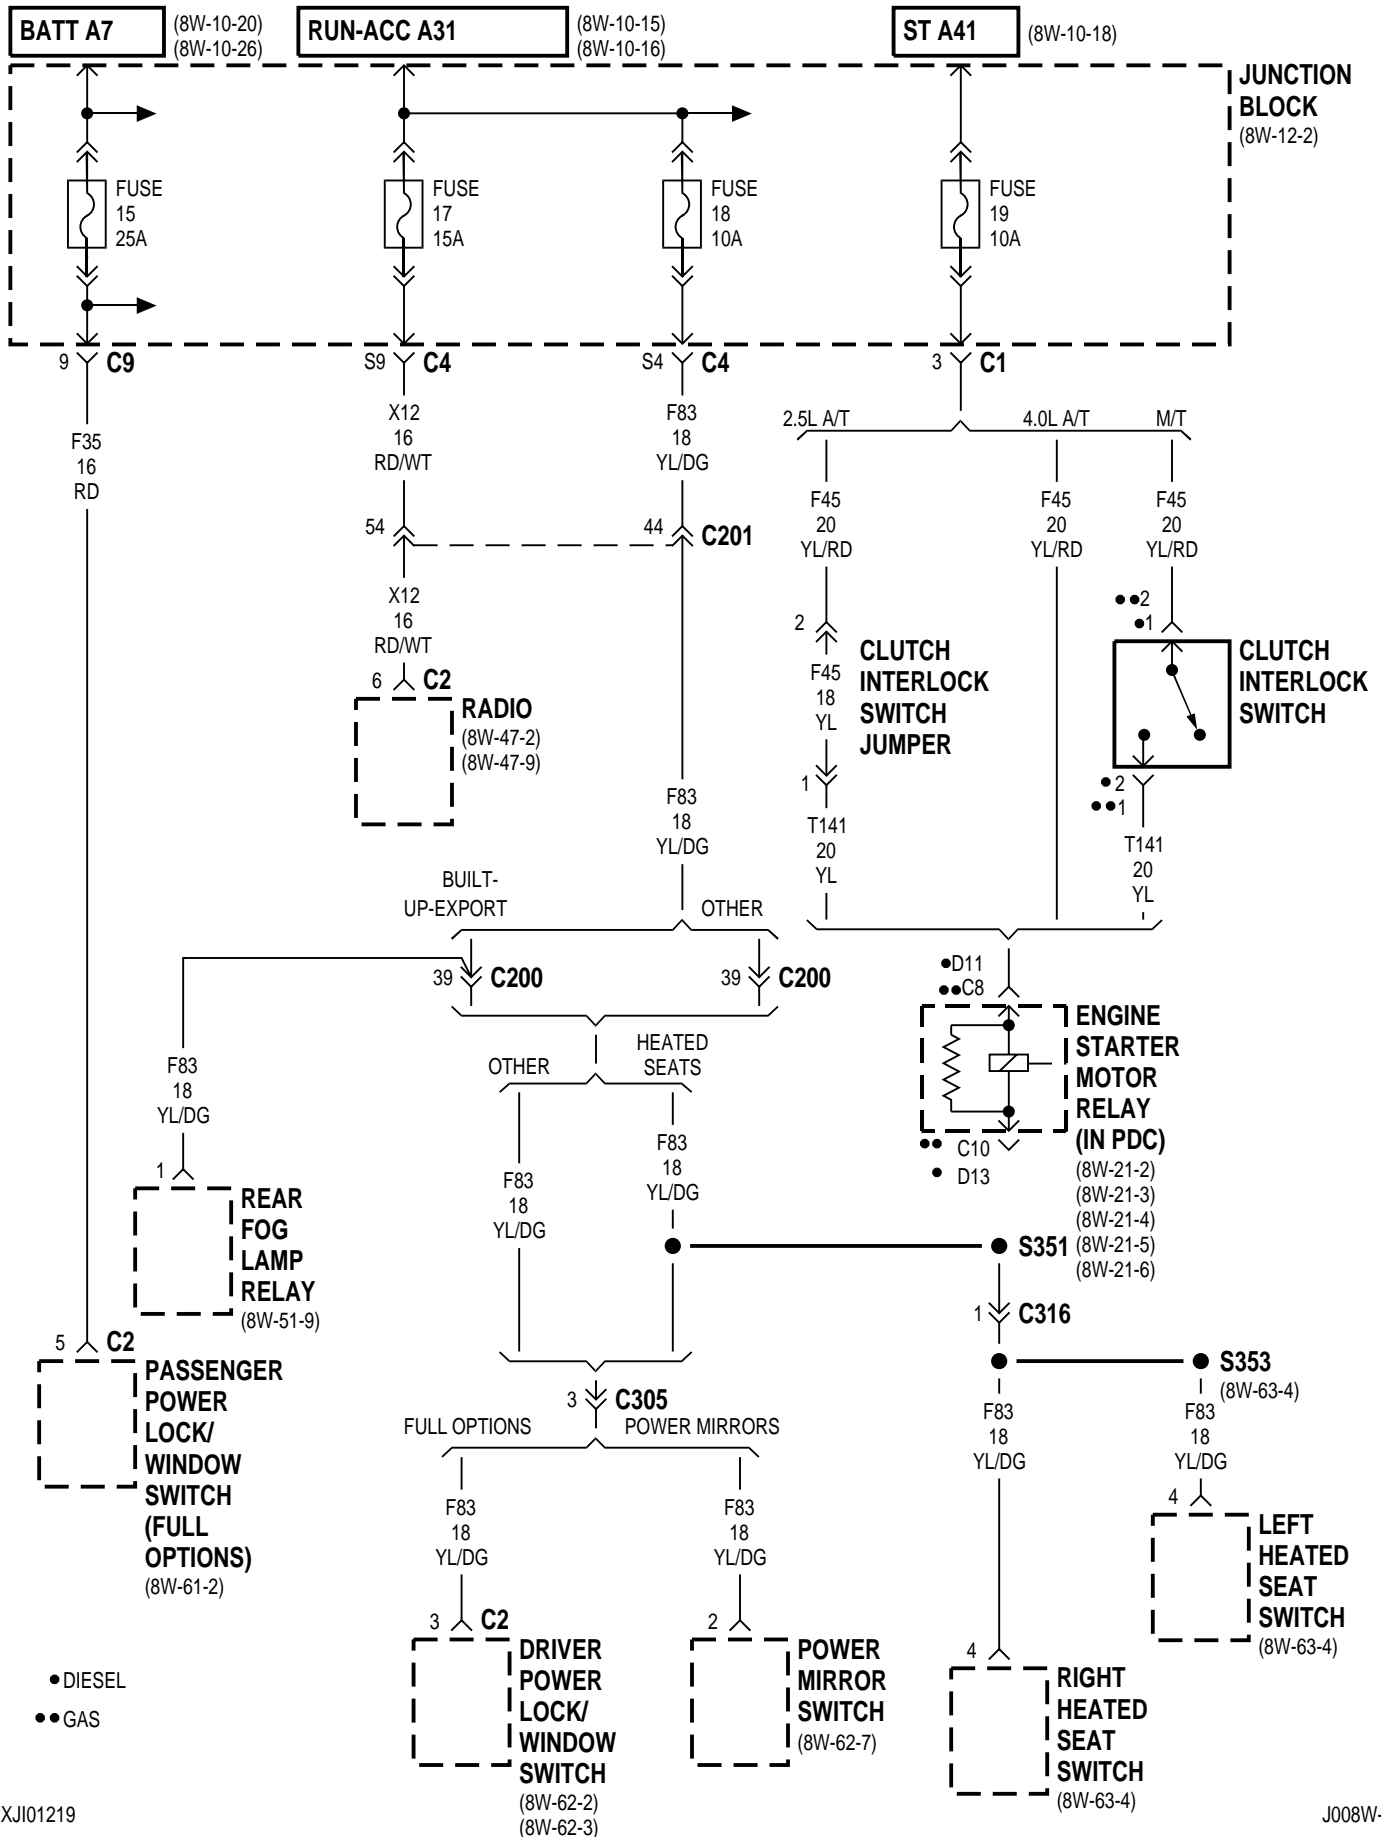 BATT A7
(8W-10-20)
(8W-10-26)
RUN-ACC A31
(8W-10-15)
(8W-10-16)
ST A41
(8W-10-18)
JUNCTION
BLOCK
(8W-12-2)
FUSE
15
25A
FUSE
17
15A
FUSE
18
10A
FUSE
19
10A
9 C9
S9 C4
S4 C4
3 C1
F35
16
RD
X12
16
RD/WT
F83
18
YL/DG
2.5L A/T
4.0L A/T
M/T
F45
20
YL/RD
F45
20
YL/RD
F45
20
YL/RD
54
44 C201
X12
16
RD/WT
6 C2
RADIO
(8W-47-2)
(8W-47-9)
2
F45
18
YL
1
CLUTCH
INTERLOCK
SWITCH
JUMPER
●●2
●1
CLUTCH
INTERLOCK
SWITCH
●2
●●1
T141
20
YL
T141
20
YL
F83
18
YL/DG
BUILT-
UP-EXPORT
OTHER
39 C200
39 C200
●D11
●●C8
ENGINE
STARTER
MOTOR
RELAY
(IN PDC)
(8W-21-2)
(8W-21-3)
(8W-21-4)
(8W-21-5)
(8W-21-6)
●● C10
● D13
OTHER
HEATED
SEATS
F83
18
YL/DG
1
REAR
FOG
LAMP
RELAY
(8W-51-9)
F83
18
YL/DG
F83
18
YL/DG
S351
1 C316
S353
(8W-63-4)
5 C2
PASSENGER
POWER
LOCK/
WINDOW
SWITCH
(FULL
OPTIONS)
(8W-61-2)
3 C305
FULL OPTIONS
POWER MIRRORS
F83
18
YL/DG
F83
18
YL/DG
F83
18
YL/DG
F83
18
YL/DG
4
LEFT
HEATED
SEAT
SWITCH
(8W-63-4)
3 C2
DRIVER
POWER
LOCK/
WINDOW
SWITCH
(8W-62-2)
(8W-62-3)
2
POWER
MIRROR
SWITCH
(8W-62-7)
4
RIGHT
HEATED
SEAT
SWITCH
(8W-63-4)
●DIESEL
●●GAS
XJI01219
J008W-